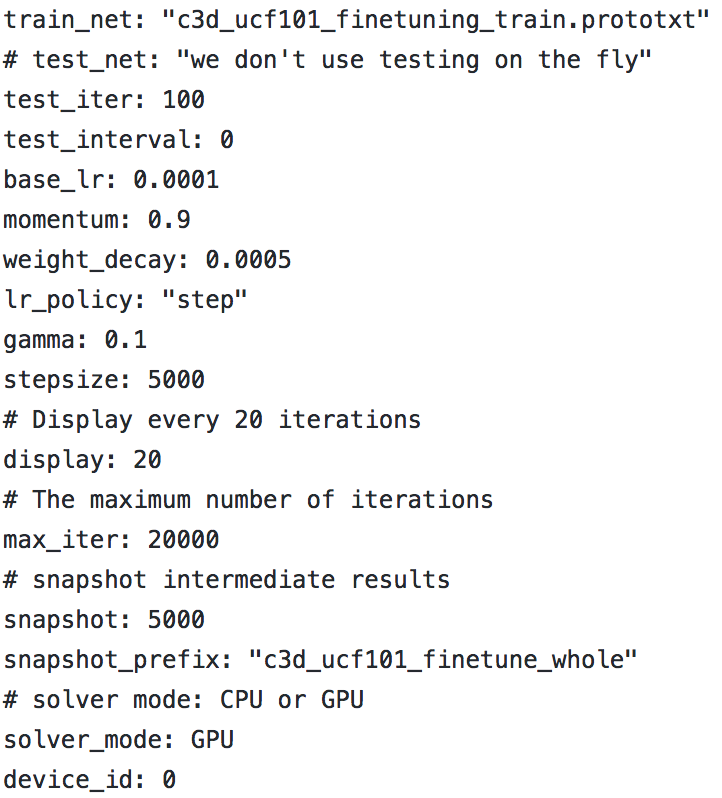 train_net: "c3d_ucf101_finetuning_train.prototxt"
# test_net: "we don't use testing on the fly"
test_iter: 100
test_interval: 0
base_lr: 0.0001
momentum: 0.9
weight_decay: 0.0005
lr_policy: "step"
gamma: 0.1
stepsize: 5000
# Display every 20 iterations
display: 20
# The maximum number of iterations
max_iter: 20000
# snapshot intermediate results
snapshot: 5000
snapshot_prefix: "c3d_ucf101_finetune_whole"
# solver mode: CPU or GPU
solver_mode: GPU
device_id: 0